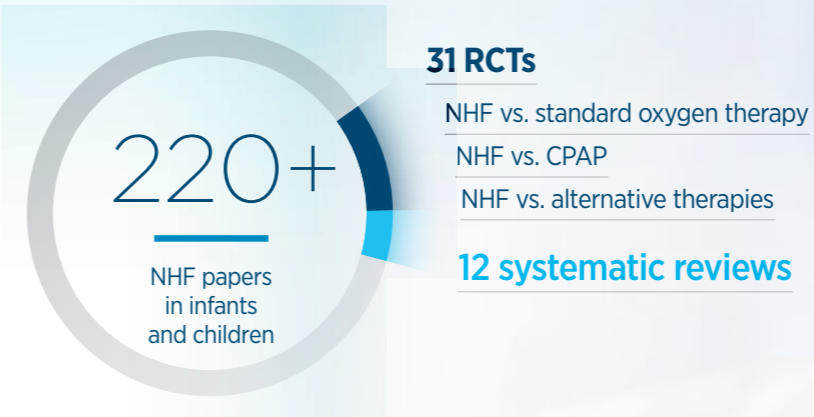 220+
NHF papers
in infants
and children
31 RCTs
NHF vs. standard oxygen therapy
NHF vs. CPAP
NHF vs. alternative therapies
12 systematic reviews